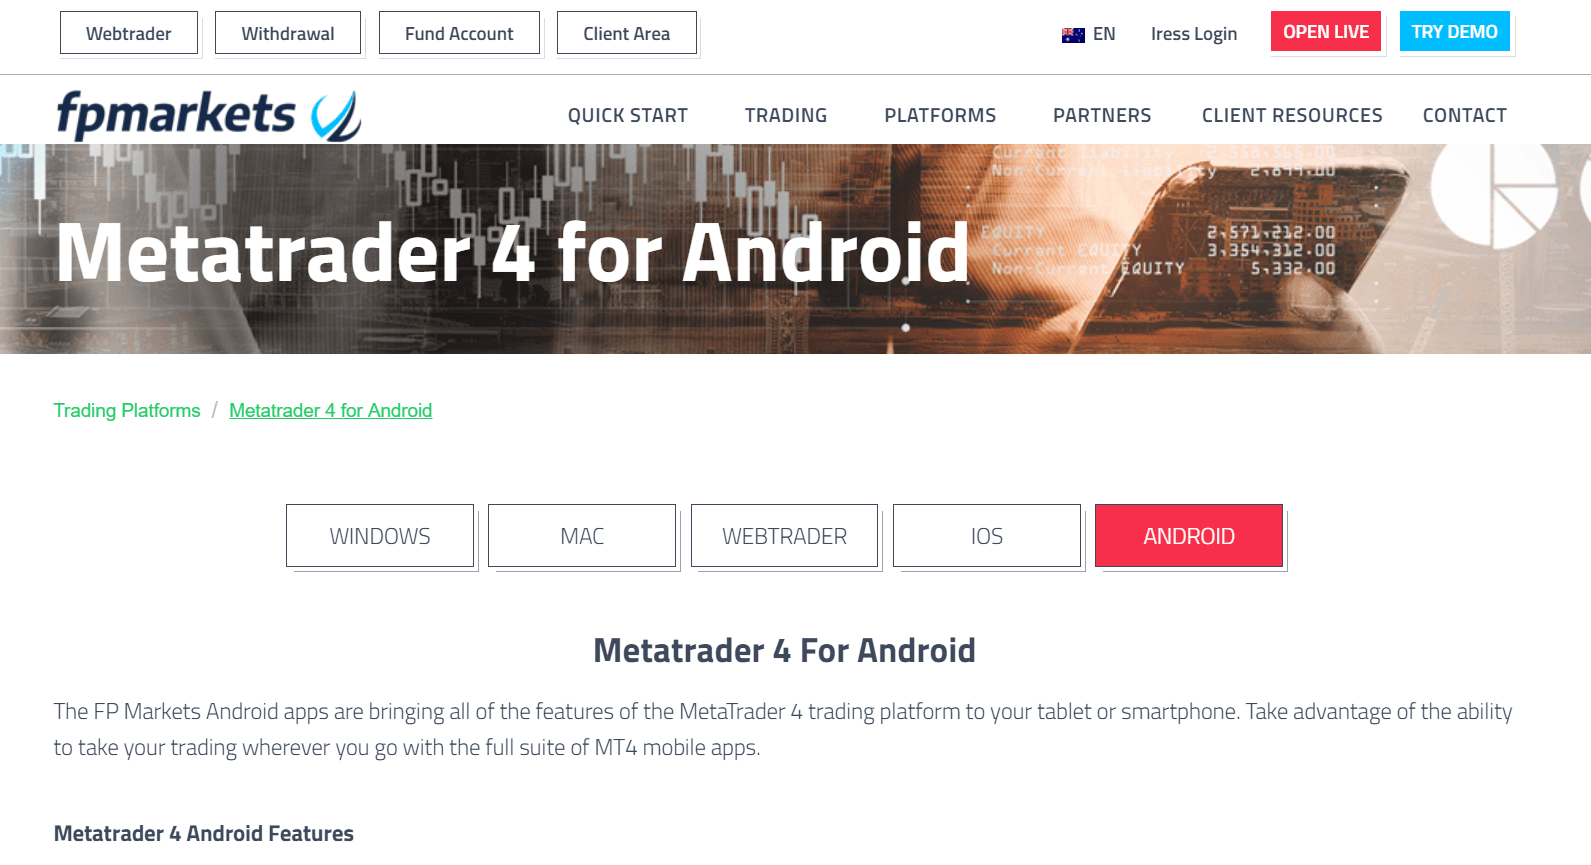 Webtrader Withdrawal Fund Account Client Area EN Iress Login OPEN LIVE TRY DEMO
fpmarkets QUICK START TRADING PLATFORMS PARTNERS CLIENT RESOURCES CONTACT
Current liability 2,558,565.00
Non-Current liability 2,877.00
EQUITY 2,571,212.00
Current EQUITY 3,354,312.00
Non-Current EQUITY 5,332.00
Metatrader 4 for Android
Trading Platforms / Metatrader 4 for Android
WINDOWS MAC WEBTRADER IOS ANDROID
Metatrader 4 For Android
The FP Markets Android apps are bringing all of the features of the MetaTrader 4 trading platform to your tablet or smartphone. Take advantage of the ability
to take your trading wherever you go with the full suite of MT4 mobile apps.
Metatrader 4 Android Features